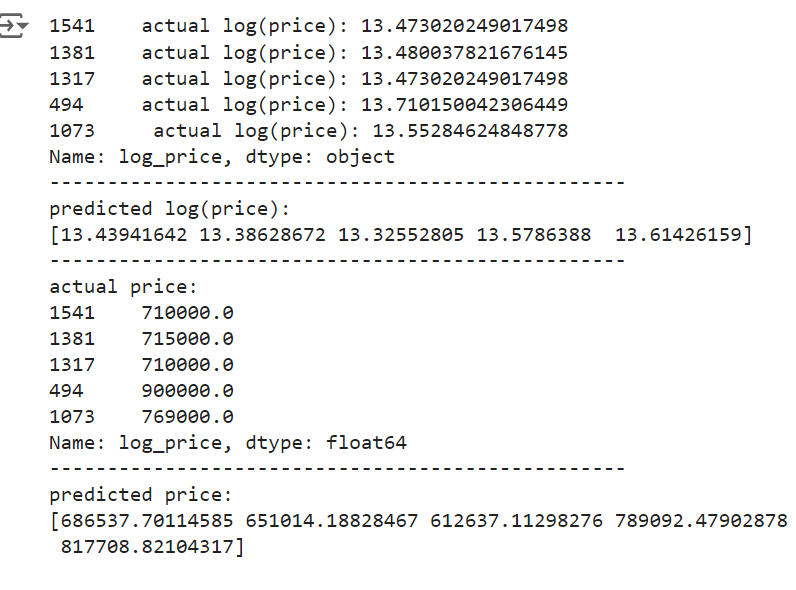 1541    actual log(price): 13.473020249017498
1381    actual log(price): 13.480037821676145
1317    actual log(price): 13.473020249017498
494     actual log(price): 13.710150042306449
1073     actual log(price): 13.55284624848778
Name: log_price, dtype: object
--------------------------------------------------
predicted log(price):
[13.43941642 13.38628672 13.32552805 13.5786388  13.61426159]
--------------------------------------------------
actual price:
1541    710000.0
1381    715000.0
1317    710000.0
494     900000.0
1073    769000.0
Name: log_price, dtype: float64
--------------------------------------------------
predicted price:
[686537.70114585 651014.18828467 612637.11298276 789092.47902878
 817708.82104317]